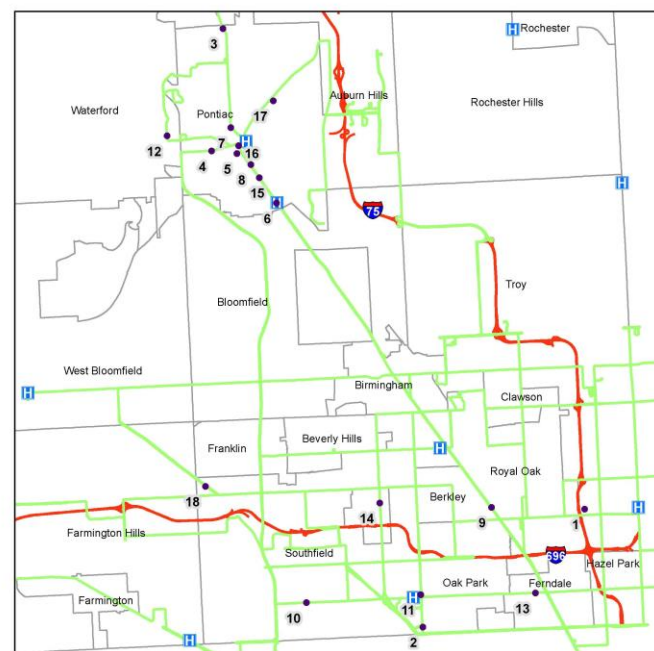 H
Rochester
3
Auburn Hills
17
Waterford
Pontiac
Rochester Hills
12
7
H
4
5
16
8
15
H
6
H
75
Bloomfield
Troy
West Bloomfield
H
Birmingham
Clawson
Beverly Hills
Franklin
H
Royal Oak
18
Berkley
14
9
1
H
Farmington Hills
Southfield
696
Hazel Park
Oak Park
Ferndale
Farmington
10
11
H
13
2
H